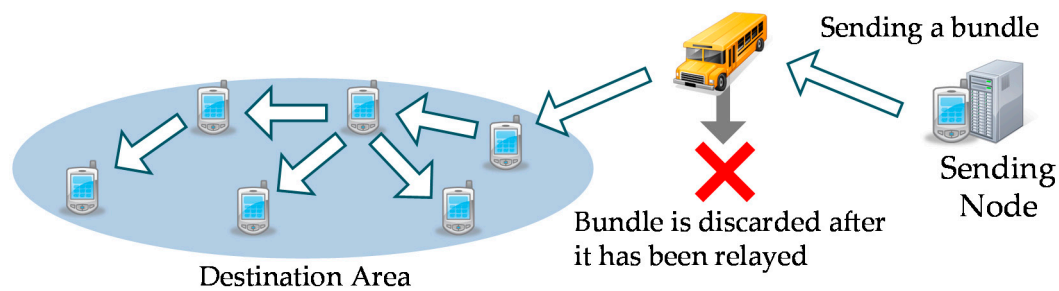 Sending a bundle
Sending
Node
Bundle is discarded after
it has been relayed
Destination Area